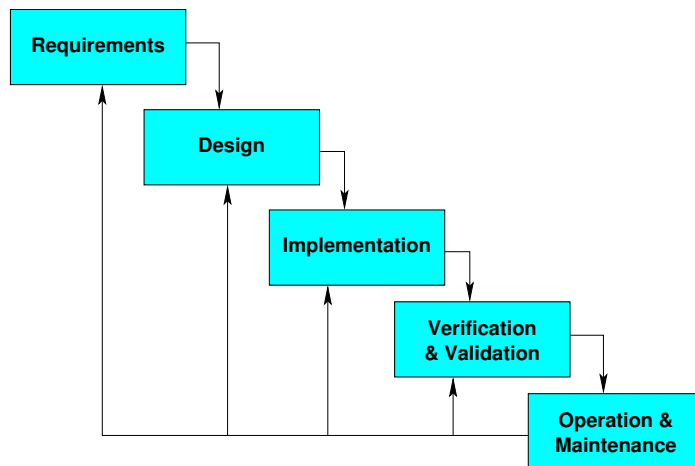 Requirements
Design
Implementation
Verification
& Validation
Operation &
Maintenance